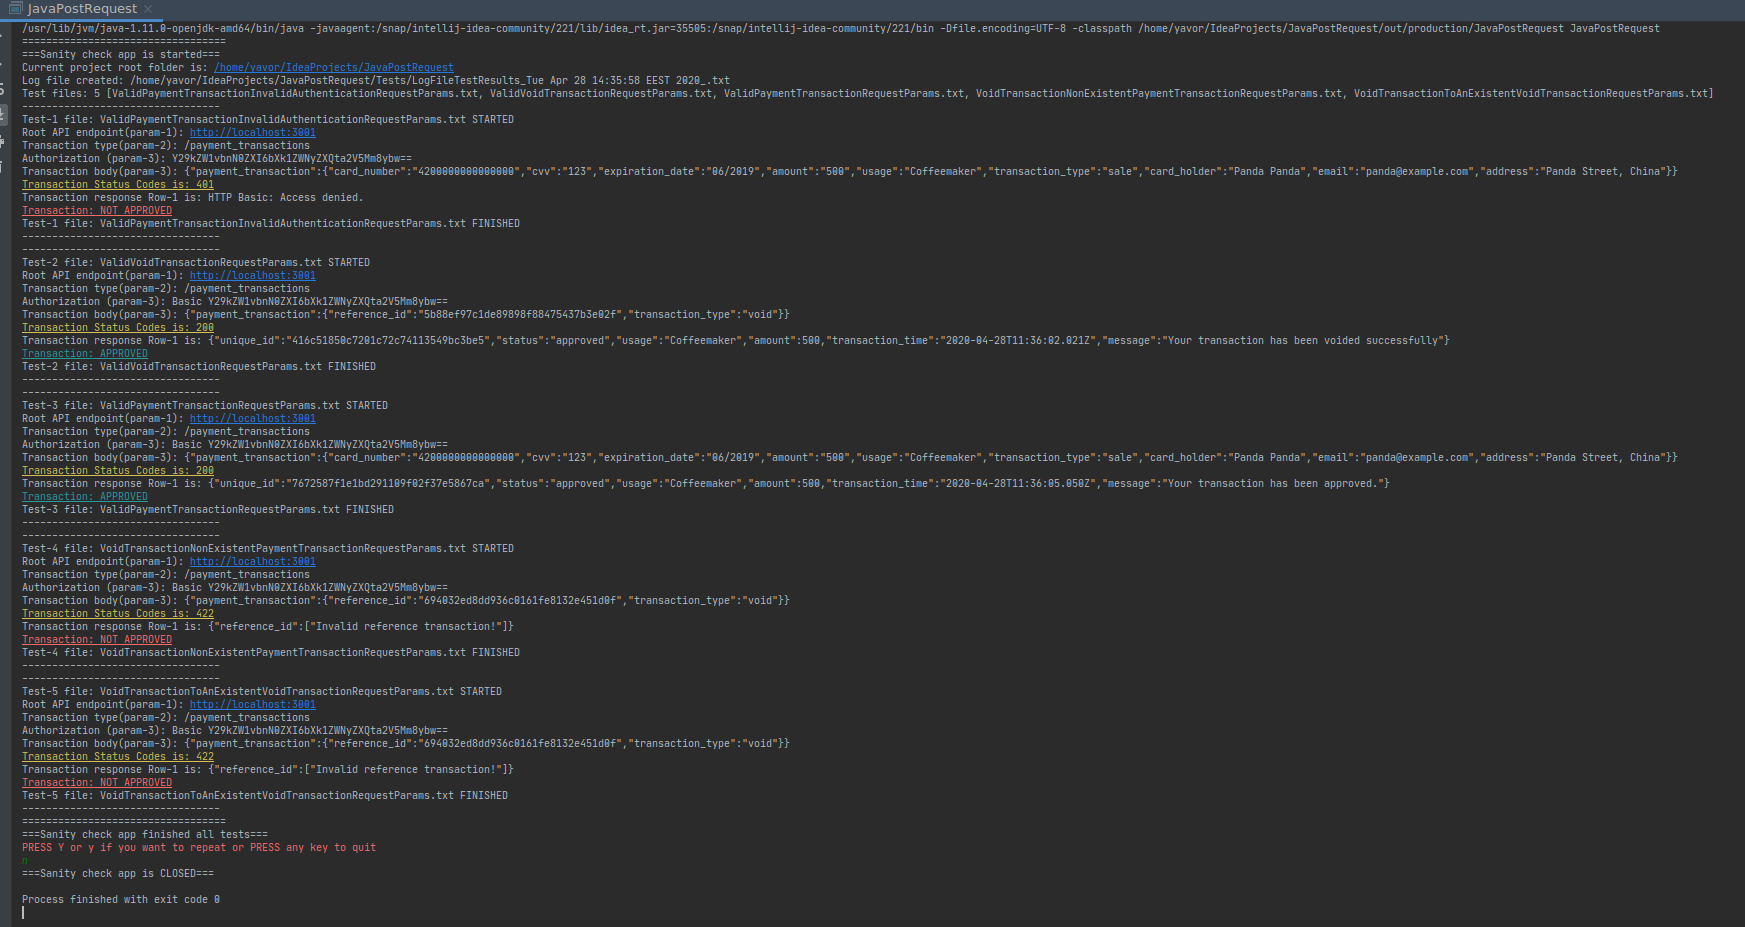 JavaPostRequest
/usr/lib/jvm/java-1.11.0-openjdk-amd64/bin/java -javaagent:/snap/intellij-idea-community/221/lib/idea_rt.jar=35505:/snap/intellij-idea-community/221/bin -Dfile.encoding=UTF-8 -classpath /home/yavor/IdeaProjects/JavaPostRequest/out/production/JavaPostRequest JavaPostRequest
==================================
===Sanity check app is started===
Current project root folder is: /home/yavor/IdeaProjects/JavaPostRequest
Log file created: /home/yavor/IdeaProjects/JavaPostRequest/Tests/LogFileTestResults_Tue Apr 28 14:35:58 EEST 2020_.txt
Test files: 5 [ValidPaymentTransactionInvalidAuthenticationRequestParams.txt, ValidVoidTransactionRequestParams.txt, ValidPaymentTransactionRequestParams.txt, VoidTransactionNonExistentPaymentTransactionRequestParams.txt, VoidTransactionToAnExistentVoidTransactionRequestParams.txt]
---------------------------------
Test-1 file: ValidPaymentTransactionInvalidAuthenticationRequestParams.txt STARTED
Root API endpoint(param-1): http://localhost:3001
Transaction type(param-2): /payment_transactions
Authorization (param-3): Y29kZW1vbnN0ZXI6bXk1ZWNyZXQta2V5Mm8ybw==
Transaction body(param-3): {"payment_transaction":{"card_number":"4200000000000000","cvv":"123","expiration_date":"06/2019","amount":"500","usage":"Coffeemaker","transaction_type":"sale","card_holder":"Panda Panda","email":"panda@example.com","address":"Panda Street, China"}}
Transaction Status Codes is: 401
Transaction response Row-1 is: HTTP Basic: Access denied.
Transaction: NOT APPROVED
Test-1 file: ValidPaymentTransactionInvalidAuthenticationRequestParams.txt FINISHED
---------------------------------
---------------------------------
Test-2 file: ValidVoidTransactionRequestParams.txt STARTED
Root API endpoint(param-1): http://localhost:3001
Transaction type(param-2): /payment_transactions
Authorization (param-3): Basic Y29kZW1vbnN0ZXI6bXk1ZWNyZXQta2V5Mm8ybw==
Transaction body(param-3): {"payment_transaction":{"reference_id":"5b88ef97c1de89898f88475437b3e02f","transaction_type":"void"}}
Transaction Status Codes is: 200
Transaction response Row-1 is: {"unique_id":"416c51850c7201c72c74113549bc3be5","status":"approved","usage":"Coffeemaker","amount":500,"transaction_time":"2020-04-28T11:36:02.021Z","message":"Your transaction has been voided successfully"}
Transaction: APPROVED
Test-2 file: ValidVoidTransactionRequestParams.txt FINISHED
---------------------------------
---------------------------------
Test-3 file: ValidPaymentTransactionRequestParams.txt STARTED
Root API endpoint(param-1): http://localhost:3001
Transaction type(param-2): /payment_transactions
Authorization (param-3): Basic Y29kZW1vbnN0ZXI6bXk1ZWNyZXQta2V5Mm8ybw==
Transaction body(param-3): {"payment_transaction":{"card_number":"4200000000000000","cvv":"123","expiration_date":"06/2019","amount":"500","usage":"Coffeemaker","transaction_type":"sale","card_holder":"Panda Panda","email":"panda@example.com","address":"Panda Street, China"}}
Transaction Status Codes is: 200
Transaction response Row-1 is: {"unique_id":"7672587f1e1bd291109f02f37e5867ca","status":"approved","usage":"Coffeemaker","amount":500,"transaction_time":"2020-04-28T11:36:05.050Z","message":"Your transaction has been approved."}
Transaction: APPROVED
Test-3 file: ValidPaymentTransactionRequestParams.txt FINISHED
---------------------------------
---------------------------------
Test-4 file: VoidTransactionNonExistentPaymentTransactionRequestParams.txt STARTED
Root API endpoint(param-1): http://localhost:3001
Transaction type(param-2): /payment_transactions
Authorization (param-3): Basic Y29kZW1vbnN0ZXI6bXk1ZWNyZXQta2V5Mm8ybw==
Transaction body(param-3): {"payment_transaction":{"reference_id":"694032ed8dd936c0161fe8132e451d0f","transaction_type":"void"}}
Transaction Status Codes is: 422
Transaction response Row-1 is: {"reference_id":["Invalid reference transaction!"]}
Transaction: NOT APPROVED
Test-4 file: VoidTransactionNonExistentPaymentTransactionRequestParams.txt FINISHED
---------------------------------
---------------------------------
Test-5 file: VoidTransactionToAnExistentVoidTransactionRequestParams.txt STARTED
Root API endpoint(param-1): http://localhost:3001
Transaction type(param-2): /payment_transactions
Authorization (param-3): Basic Y29kZW1vbnN0ZXI6bXk1ZWNyZXQta2V5Mm8ybw==
Transaction body(param-3): {"payment_transaction":{"reference_id":"694032ed8dd936c0161fe8132e451d0f","transaction_type":"void"}}
Transaction Status Codes is: 422
Transaction response Row-1 is: {"reference_id":["Invalid reference transaction!"]}
Transaction: NOT APPROVED
Test-5 file: VoidTransactionToAnExistentVoidTransactionRequestParams.txt FINISHED
---------------------------------
==================================
===Sanity check app finished all tests===
PRESS Y or y if you want to repeat or PRESS any key to quit
n
===Sanity check app is CLOSED===
Process finished with exit code 0